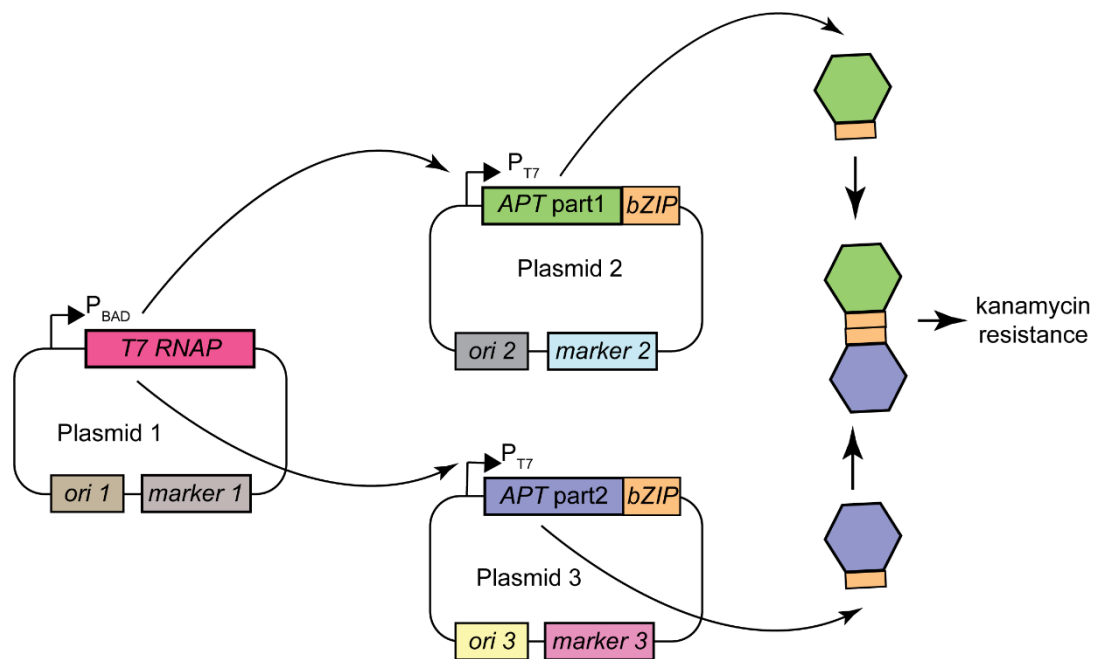 P_T7
APT part1 bZIP
Plasmid 2
ori 2 marker 2
kanamycin
resistance
P_BAD
T7 RNAP
Plasmid 1
ori 1 marker 1
P_T7
APT part2 bZIP
Plasmid 3
ori 3 marker 3